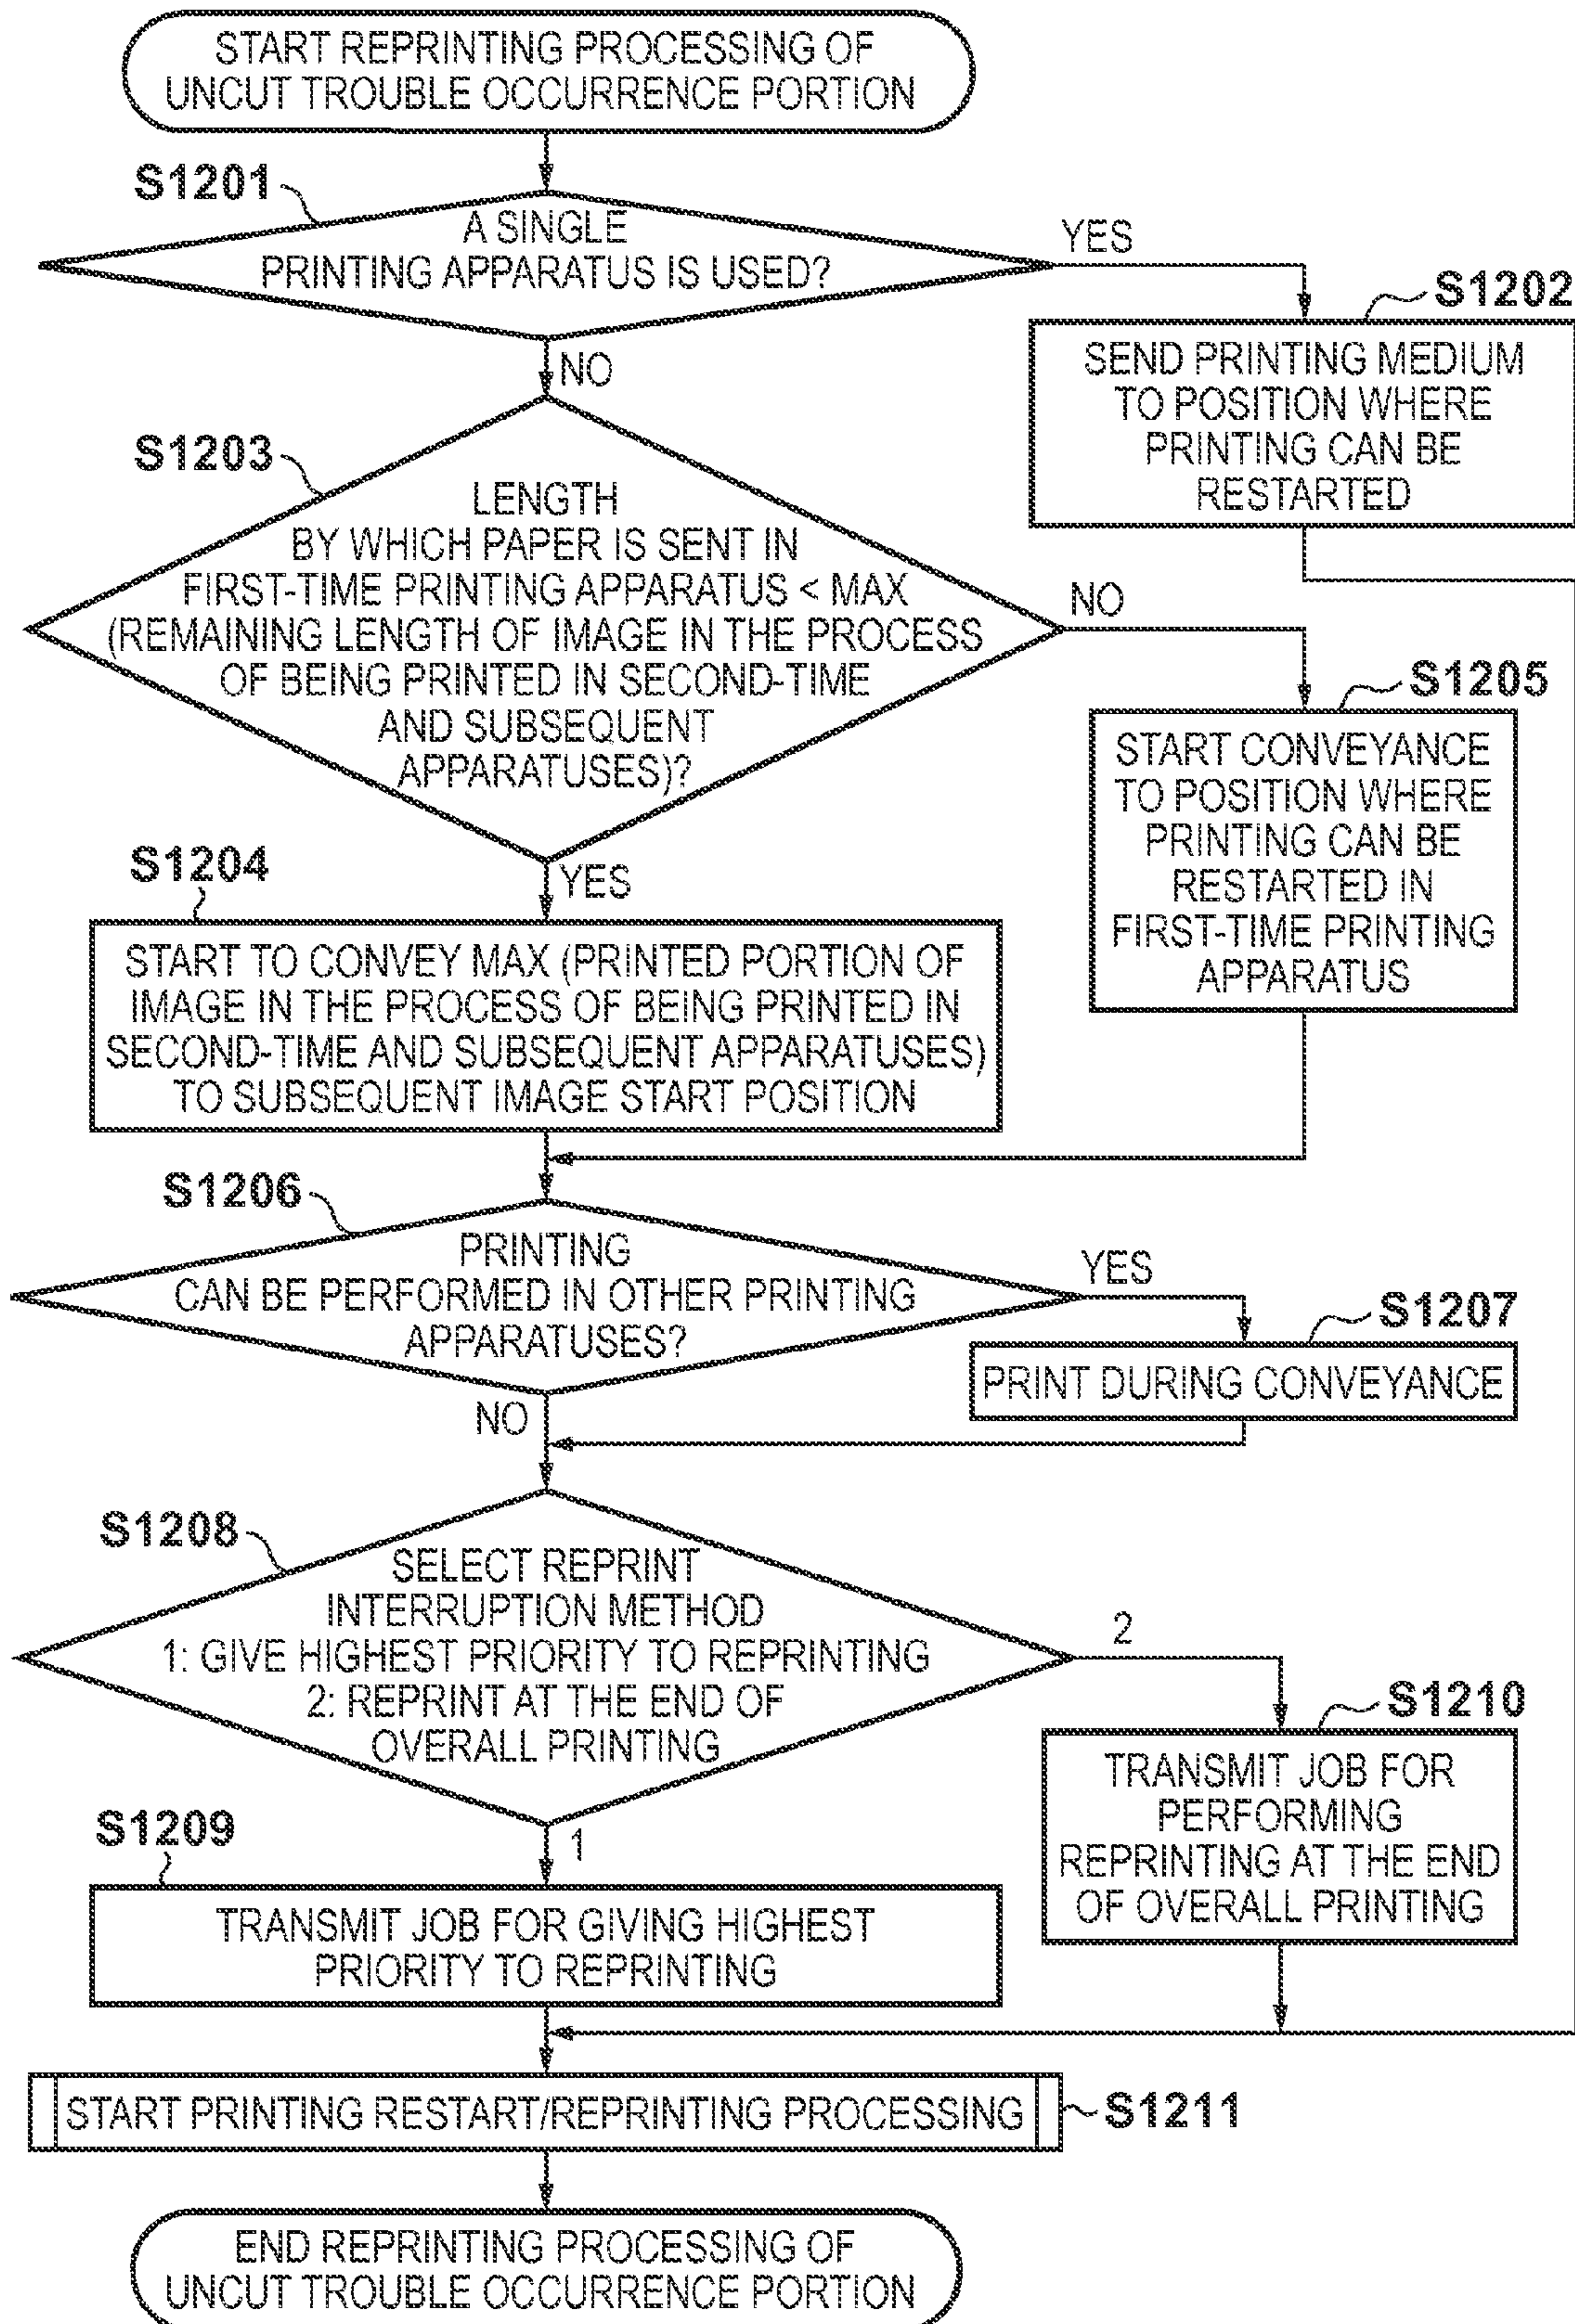 START REPRINTING PROCESSING OF
UNCUT TROUBLE OCCURRENCE PORTION
S1201
A SINGLE
PRINTING APPARATUS IS USED?
YES
NO
S1202
SEND PRINTING MEDIUM
TO POSITION WHERE
PRINTING CAN BE
RESTARTED
S1203
LENGTH
BY WHICH PAPER IS SENT IN
FIRST-TIME PRINTING APPARATUS < MAX
(REMAINING LENGTH OF IMAGE IN THE PROCESS
OF BEING PRINTED IN SECOND-TIME
AND SUBSEQUENT
APPARATUSES)?
NO
YES
S1205
START CONVEYANCE
TO POSITION WHERE
PRINTING CAN BE
RESTARTED IN
FIRST-TIME PRINTING
APPARATUS
S1204
START TO CONVEY MAX (PRINTED PORTION OF
IMAGE IN THE PROCESS OF BEING PRINTED IN
SECOND-TIME AND SUBSEQUENT APPARATUSES)
TO SUBSEQUENT IMAGE START POSITION
S1206
PRINTING
CAN BE PERFORMED IN OTHER PRINTING
APPARATUSES?
YES
NO
S1207
PRINT DURING CONVEYANCE
S1208
SELECT REPRINT
INTERRUPTION METHOD
1: GIVE HIGHEST PRIORITY TO REPRINTING
2: REPRINT AT THE END OF
OVERALL PRINTING
2
1
S1210
TRANSMIT JOB FOR
PERFORMING
REPRINTING AT THE END
OF OVERALL PRINTING
S1209
TRANSMIT JOB FOR GIVING HIGHEST
PRIORITY TO REPRINTING
START PRINTING RESTART/REPRINTING PROCESSING
S1211
END REPRINTING PROCESSING OF
UNCUT TROUBLE OCCURRENCE PORTION